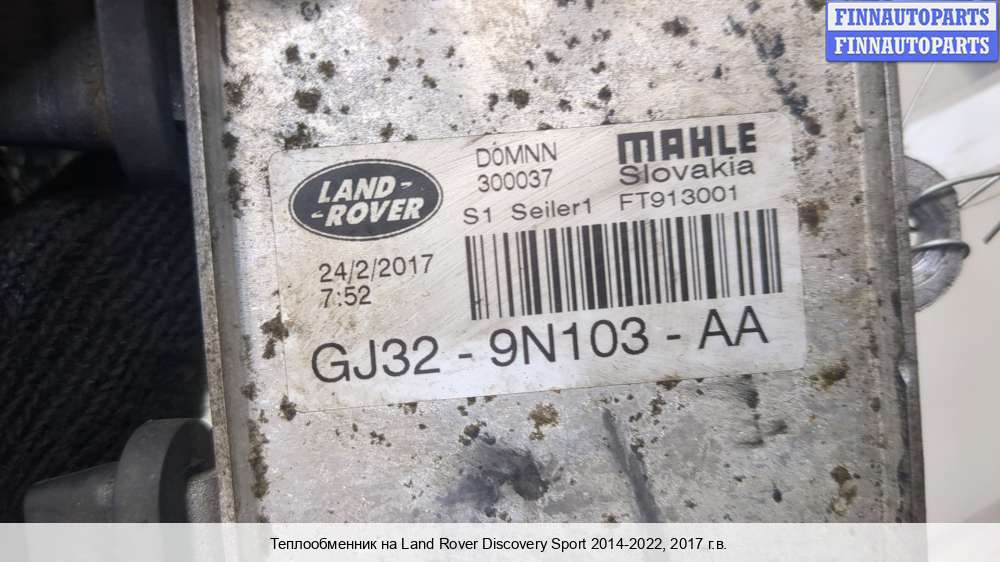 FINNAUTOPARTS
FINNAUTOPARTS
LAND-
-ROVER
DóMNN
300037
MAHLE
Slovakia
S1 Seiler1 FT913001
24/2/2017
7:52
GJ32 - 9N103 - AA
Теплообменник на Land Rover Discovery Sport 2014-2022, 2017 г.в.